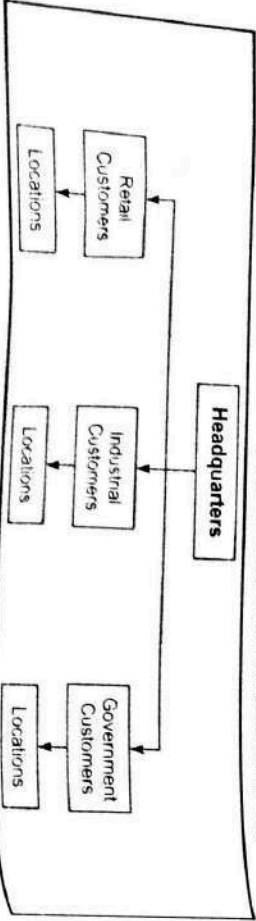 Headquarters
Retail
Customers
Industrial
Customers
Government
Customers
Locations
Locations
Locations